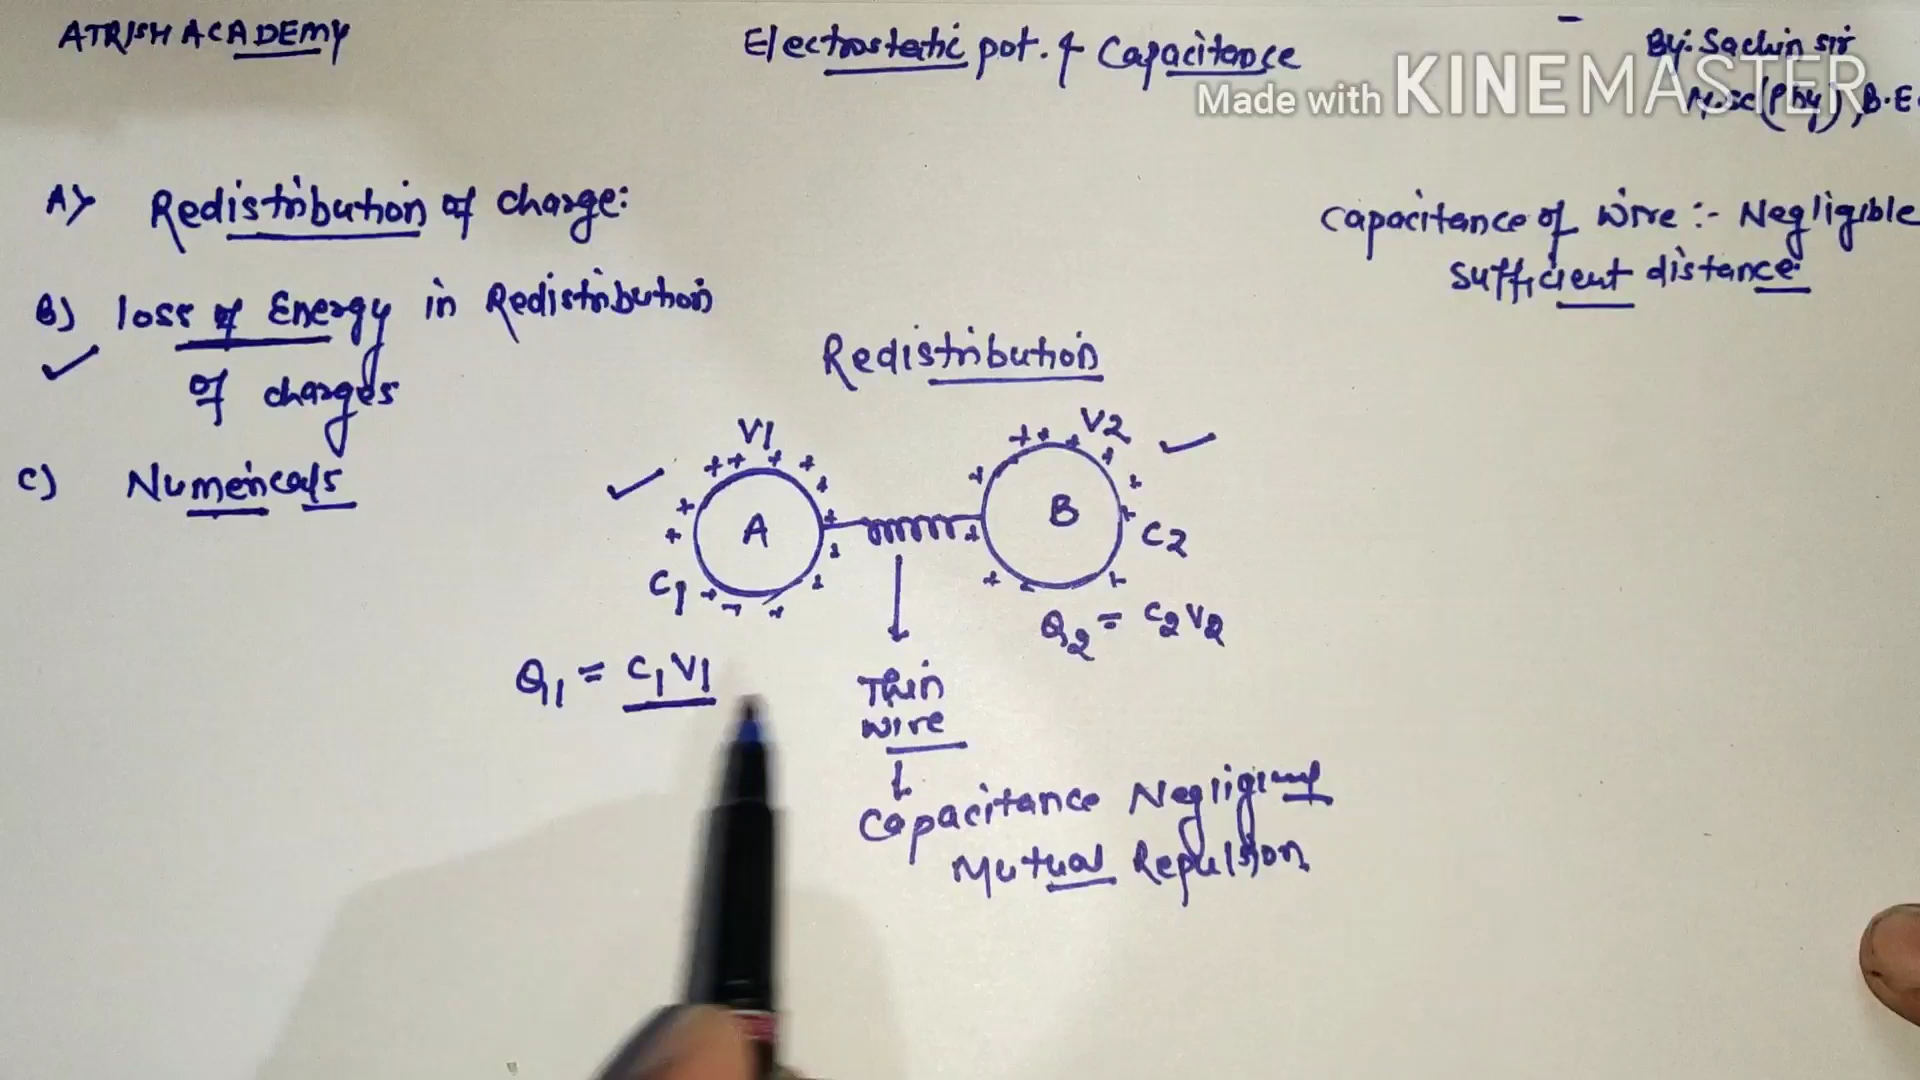 ATRISH ACADEMY
Electrostatic pot. & Capacitance
By: Sachin Sir
M.sc(Phy), B.E
Made with KINEMASTER
A) Redistribution of charge:
Capacitance of wire :- Negligible
Sufficient distance
B) loss of Energy in Redistribution
of charges
C) Numericals
Redistribution
V1
V2
A
B
C1
C2
Q1 = C1V1
Q2 = C2V2
Thin
wire
Capacitance
Mutual Repulsion